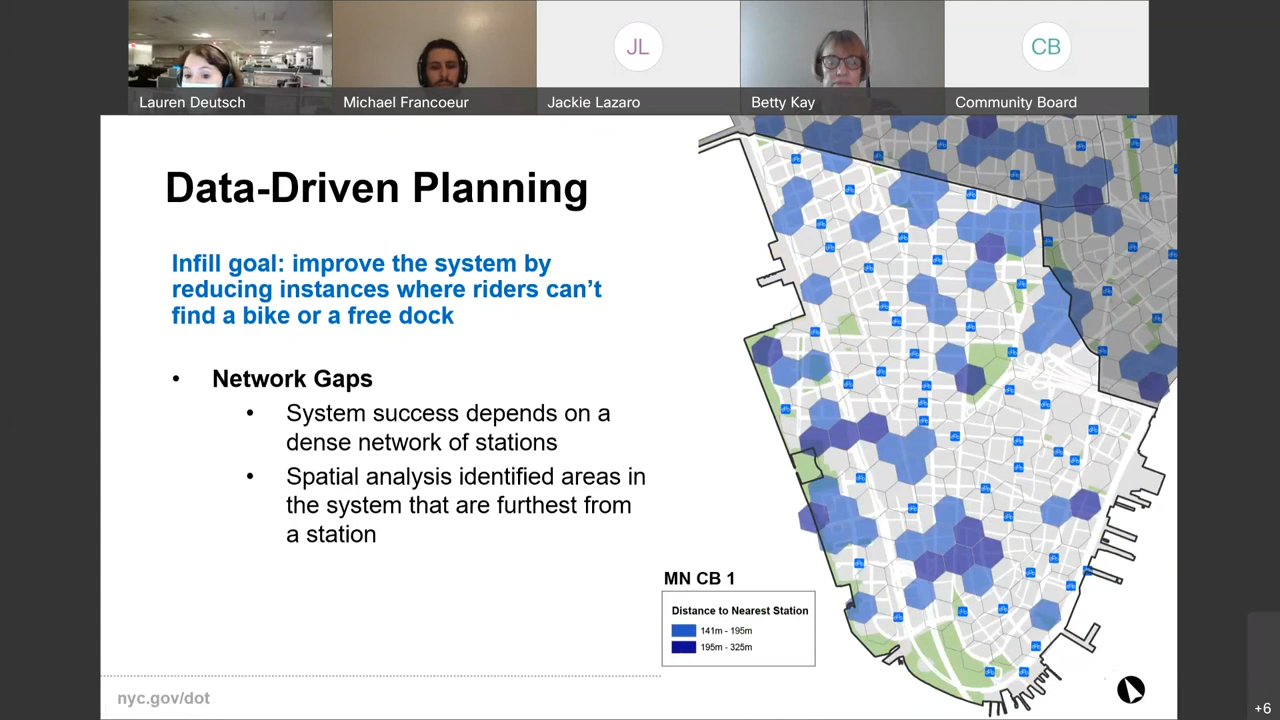 JL
CB
Lauren Deutsch
Michael Francoeur
Jackie Lazaro
Betty Kay
Community Board
Data-Driven Planning
Infill goal: improve the system by
reducing instances where riders can't
find a bike or a free dock
• Network Gaps
• System success depends on a
dense network of stations
• Spatial analysis identified areas in
the system that are furthest from
a station
MN CB 1
Distance to Nearest Station
141m - 195m
195m - 325m
nyc.gov/dot
+6